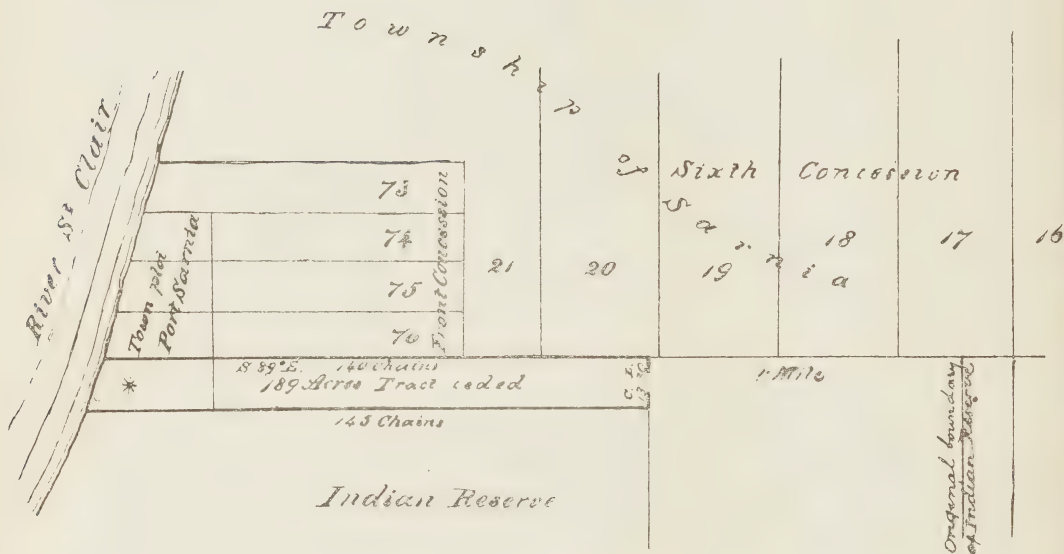 Township of Sarnia
River St Clair
Sixth Concession
73
74
75
76
Front Concession
Town plot
Port Sarnia
21
20
19
18
17
16
S 89° E. 140 Chains
189 Acres Tract ceded
145 Chains
1 Mile
Indian Reserve
Original boundary
of Indian Reserve